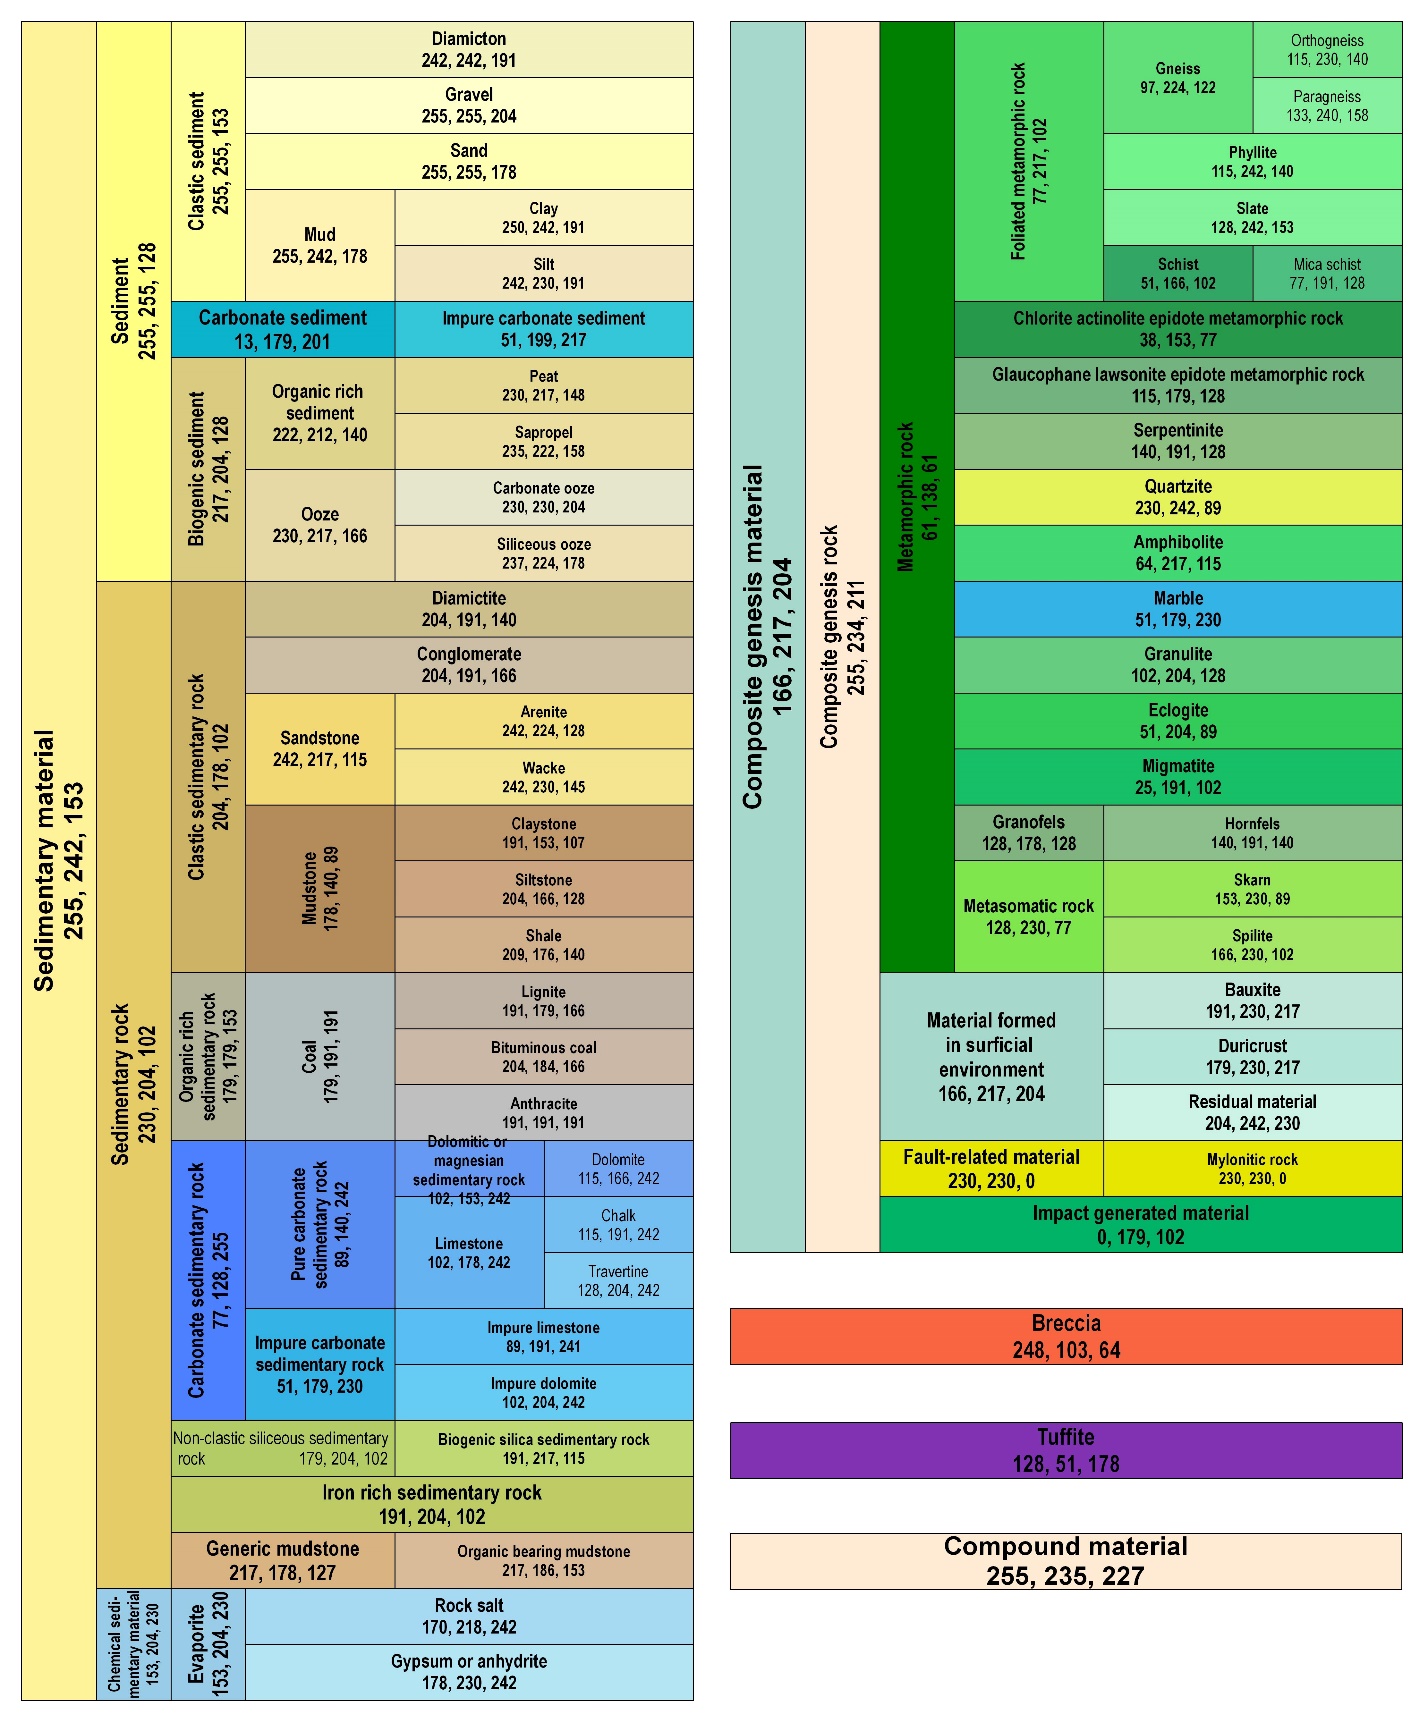 Sedimentary material
255, 242, 153
Sediment
255, 255, 128
Clastic sediment
255, 255, 153
Diamicton
242, 242, 191
Gravel
255, 255, 204
Sand
255, 255, 178
Mud
255, 242, 178
Clay
250, 242, 191
Silt
242, 230, 191
Carbonate sediment
13, 179, 201
Impure carbonate sediment
51, 199, 217
Biogenic sediment
217, 204, 128
Organic rich
sediment
222, 212, 140
Peat
230, 217, 148
Sapropel
235, 222, 158
Ooze
230, 217, 166
Carbonate ooze
230, 230, 204
Siliceous ooze
237, 224, 178
Sedimentary rock
230, 204, 102
Clastic sedimentary rock
204, 178, 102
Diamictite
204, 191, 140
Conglomerate
204, 191, 166
Sandstone
242, 217, 115
Arenite
242, 224, 128
Wacke
242, 230, 145
Mudstone
178, 140, 89
Claystone
191, 153, 107
Siltstone
204, 166, 128
Shale
209, 176, 140
Organic rich
sedimentary rock
179, 179, 153
Coal
179, 191, 191
Lignite
191, 179, 166
Bituminous coal
204, 184, 166
Anthracite
191, 191, 191
Carbonate sedimentary rock
77, 128, 255
Pure carbonate
sedimentary rock
89, 140, 242
Dolomitic or
magnesian
sedimentary rock
102, 153, 242
Dolomite
115, 166, 242
Limestone
102, 178, 242
Chalk
115, 191, 242
Travertine
128, 204, 242
Impure carbonate
sedimentary rock
51, 179, 230
Impure limestone
89, 191, 241
Impure dolomite
102, 204, 242
Non-clastic siliceous sedimentary
rock 179, 204, 102
Biogenic silica sedimentary rock
191, 217, 115
Iron rich sedimentary rock
191, 204, 102
Generic mudstone
217, 178, 127
Organic bearing mudstone
217, 186, 153
Chemical sedi-
mentary material
153, 204, 230
Evaporite
153, 204, 230
Rock salt
170, 218, 242
Gypsum or anhydrite
178, 230, 242
Composite genesis material
166, 217, 204
Composite genesis rock
255, 234, 211
Metamorphic rock
61, 138, 61
Foliated metamorphic rock
77, 217, 102
Gneiss
97, 224, 122
Orthogneiss
115, 230, 140
Paragneiss
133, 240, 158
Phyllite
115, 242, 140
Slate
128, 242, 153
Schist
51, 166, 102
Mica schist
77, 191, 128
Chlorite actinolite epidote metamorphic rock
38, 153, 77
Glaucophane lawsonite epidote metamorphic rock
115, 179, 128
Serpentinite
140, 191, 128
Quartzite
230, 242, 89
Amphibolite
64, 217, 115
Marble
51, 179, 230
Granulite
102, 204, 128
Eclogite
51, 204, 89
Migmatite
25, 191, 102
Granofels
128, 178, 128
Hornfels
140, 191, 140
Metasomatic rock
128, 230, 77
Skarn
153, 230, 89
Spilite
166, 230, 102
Material formed
in surficial
environment
166, 217, 204
Bauxite
191, 230, 217
Duricrust
179, 230, 217
Residual material
204, 242, 230
Fault-related material
230, 230, 0
Mylonitic rock
230, 230, 0
Impact generated material
0, 179, 102
Breccia
248, 103, 64
Tuffite
128, 51, 178
Compound material
255, 235, 227